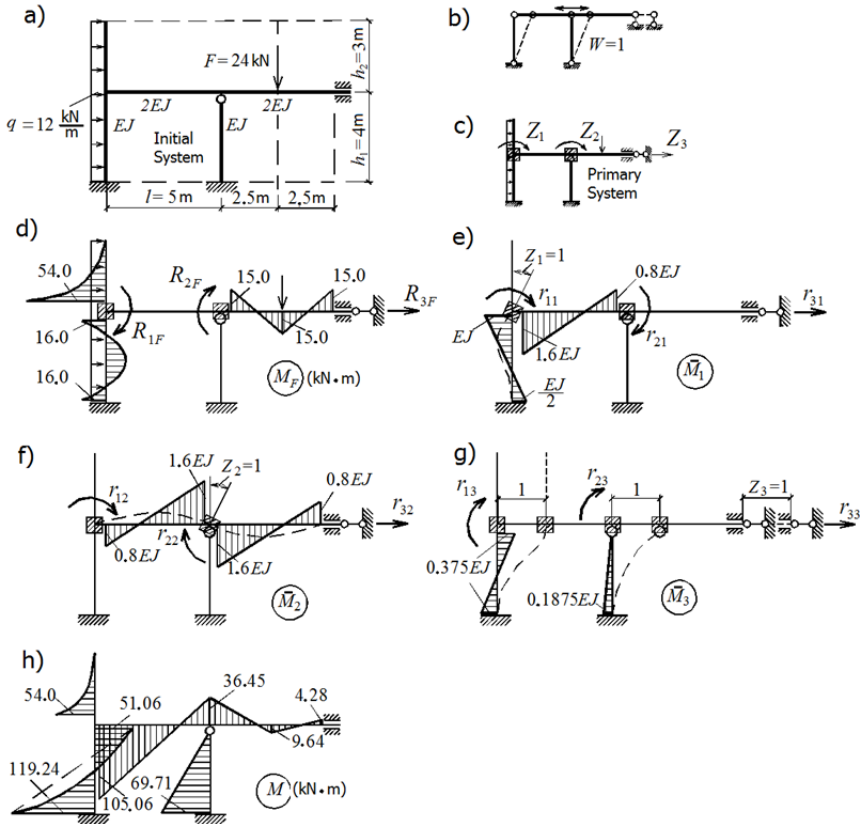 a)
F = 24 kN
h₂ = 3m
2EJ
2EJ
q = 12 kN/m
EJ
Initial
System
EJ
h₁ = 4m
l = 5m
2.5m
2,5m
b)
W = 1
c)
Z₁
Z₂
Z₃
Primary
System
d)
54.0
R₂F
15.0
15.0
R₃F
16.0
R₁F
15.0
16.0
M_F (kN•m)
e)
Z₁=1
0.8EJ
r₁₁
r₃₁
EJ
1.6EJ
r₂₁
EJ/2
M̄₁
f)
1.6EJ
Z₂=1
0.8EJ
r₁₂
r₃₂
r₂₂
0.8EJ
1.6EJ
M̄₂
g)
r₁₃
1
r₂₃
1
Z₃=1
r₃₃
0.375EJ
0.1875EJ
M̄₃
h)
54.0
51.06
36.45
4.28
9.64
119.24
69.71
105.06
M (kN•m)